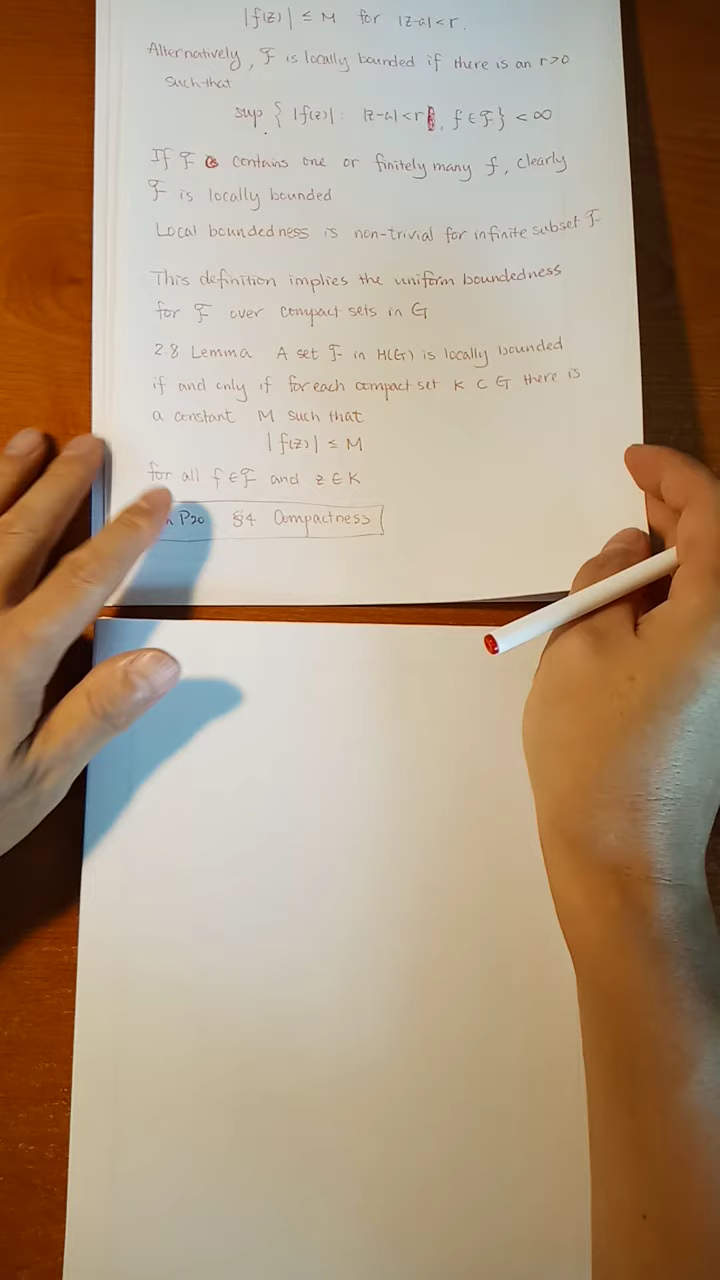 |f(z)| ≤ M for |z-a|<r.
Alternatively, ℱ is locally bounded if there is an r>0
such that
sup { |f(z)| : |z-a|<r, f∈ℱ } < ∞
If ℱ contains one or finitely many f, clearly
ℱ is locally bounded
Local boundedness is non-trivial for infinite subset ℱ
This definition implies the uniform boundedness
for ℱ over compact sets in G
2.8 Lemma A set ℱ in H(G) is locally bounded
if and only if for each compact set K ⊂ G there is
a constant M such that
|f(z)| ≤ M
for all f∈ℱ and z∈K
P20 §4 Compactness